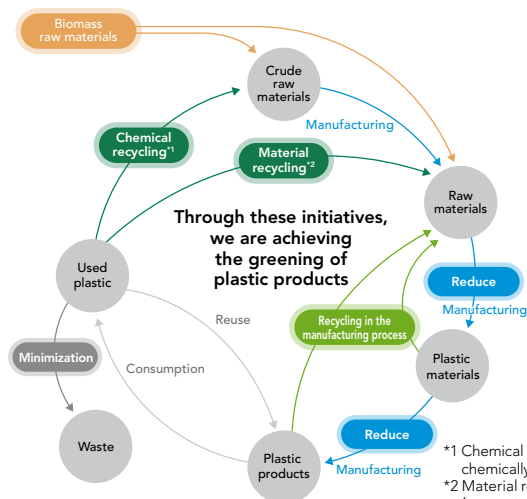 Biomass
raw materials
Crude
raw
materials
Manufacturing
Chemical
recycling*1
Material
recycling*2
Raw
materials
Through these initiatives,
we are achieving
the greening of
plastic products
Used
plastic
Reduce
Manufacturing
Reuse
Recycling in the
manufacturing process
Minimization
Consumption
Plastic
materials
Waste
Reduce
Plastic
products
Manufacturing
*1 Chemical
chemically
*2 Material re